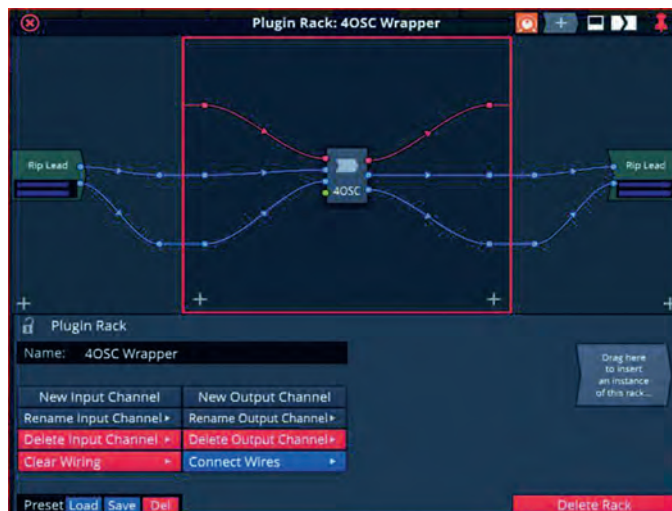 Plugin Rack: 4OSC Wrapper
Rip Lead
4OSC
Rip Lead
Plugin Rack
Name: 4OSC Wrapper
Drag here
to insert
an instance
of this rack...
New Input Channel New Output Channel
Rename Input Channel Rename Output Channel
Delete Input Channel Delete Output Channel
Clear Wiring Connect Wires
Preset Load Save Del
Delete Rack